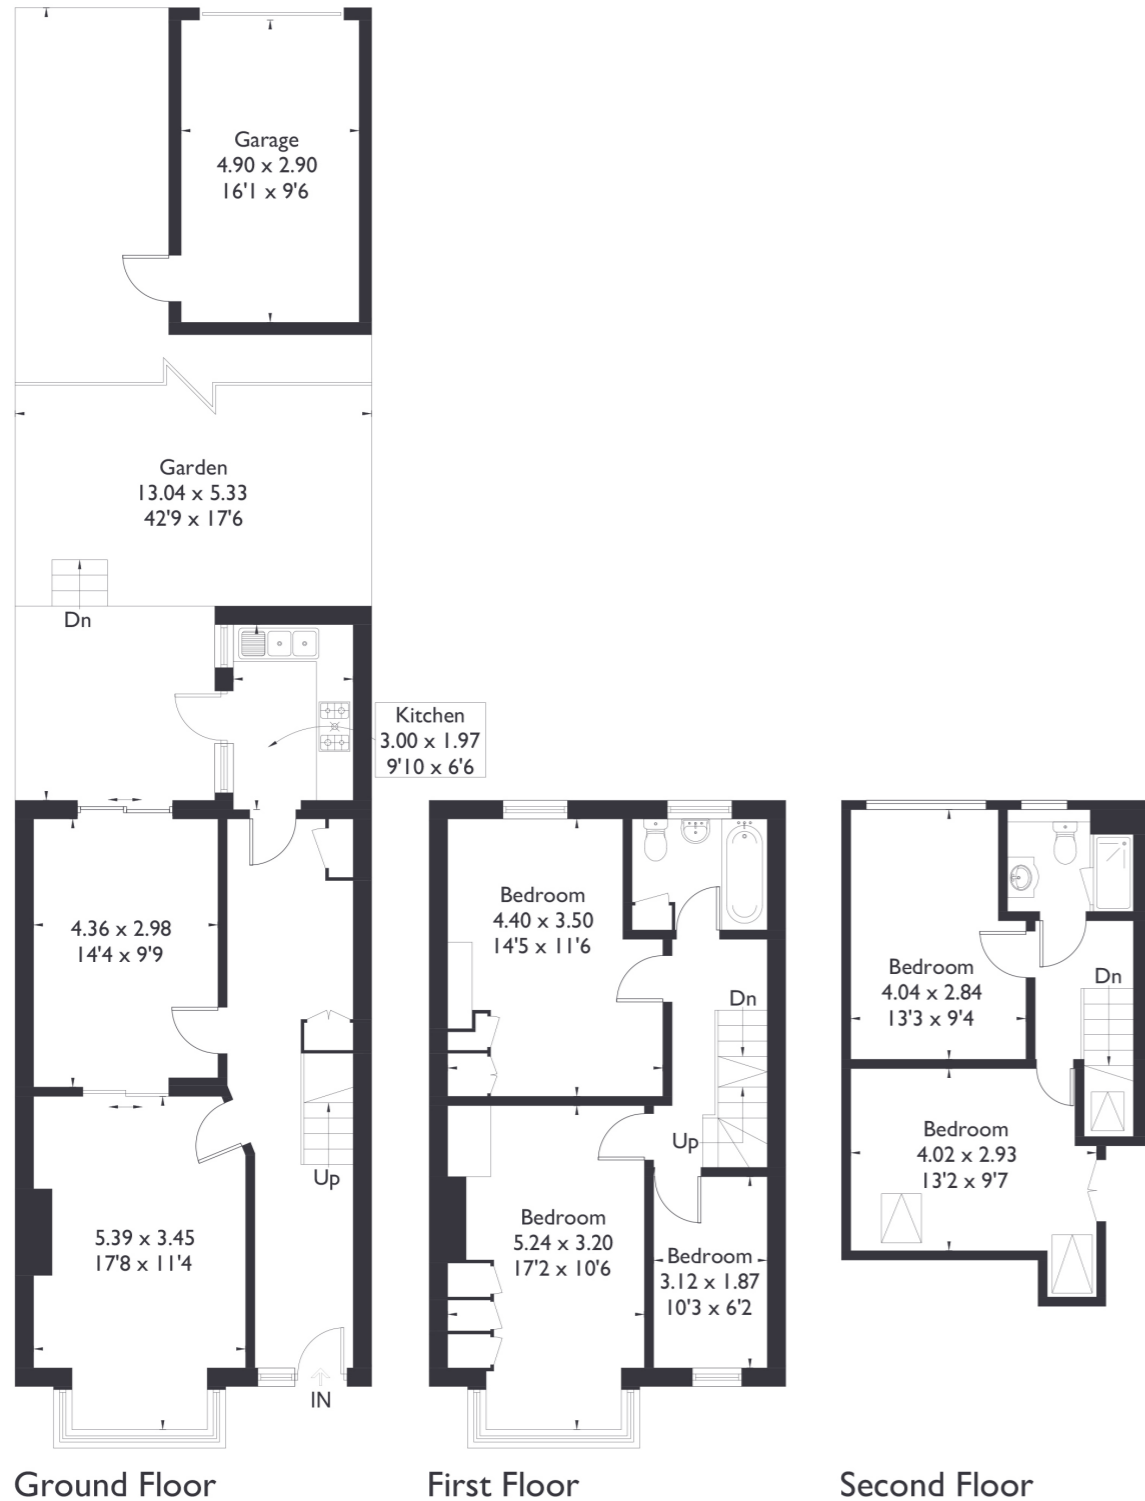 Garage
4.90 x 2.90
16'1 x 9'6
Garden
13.04 x 5.33
42'9 x 17'6
Dn
Kitchen
3.00 x 1.97
9'10 x 6'6
4.36 x 2.98
14'4 x 9'9
Up
5.39 x 3.45
17'8 x 11'4
IN
Ground Floor
Bedroom
4.40 x 3.50
14'5 x 11'6
Dn
Up
Bedroom
5.24 x 3.20
17'2 x 10'6
Bedroom
3.12 x 1.87
10'3 x 6'2
First Floor
Bedroom
4.04 x 2.84
13'3 x 9'4
Dn
Bedroom
4.02 x 2.93
13'2 x 9'7
Second Floor